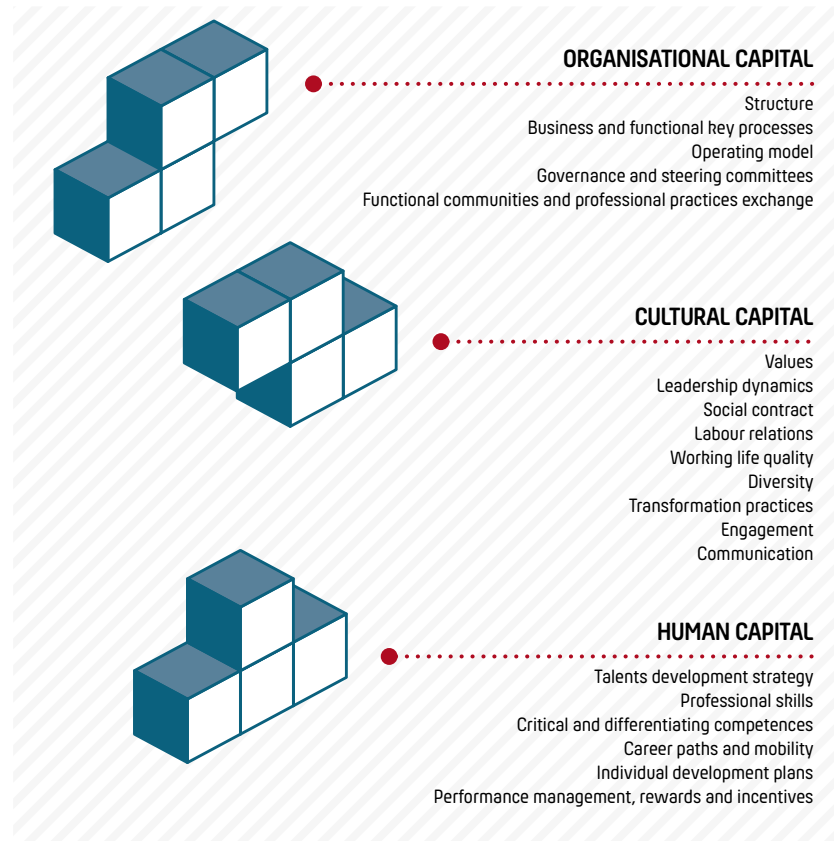 ORGANISATIONAL CAPITAL
Structure
Business and functional key processes
Operating model
Governance and steering committees
Functional communities and professional practices exchange
CULTURAL CAPITAL
Values
Leadership dynamics
Social contract
Labour relations
Working life quality
Diversity
Transformation practices
Engagement
Communication
HUMAN CAPITAL
Talents development strategy
Professional skills
Critical and differentiating competences
Career paths and mobility
Individual development plans
Performance management, rewards and incentives